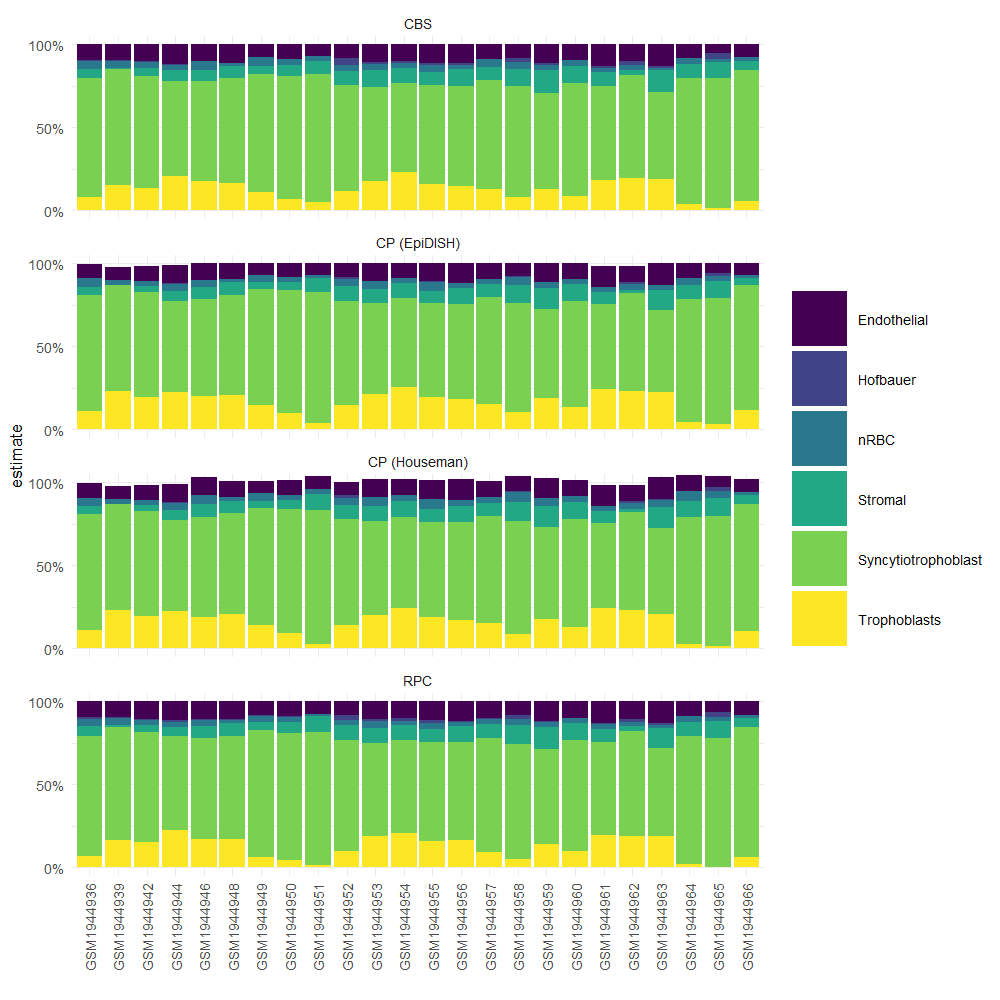 CBS
100%
50%
0%
CP (EpiDISH)
100%
50%
0%
CP (Houseman)
100%
50%
0%
RPC
100%
50%
0%
estimate
GSM1944936
GSM1944939
GSM1944942
GSM1944944
GSM1944946
GSM1944948
GSM1944949
GSM1944950
GSM1944951
GSM1944952
GSM1944953
GSM1944954
GSM1944955
GSM1944956
GSM1944957
GSM1944958
GSM1944959
GSM1944960
GSM1944961
GSM1944962
GSM1944963
GSM1944964
GSM1944965
GSM1944966
Endothelial
Hofbauer
nRBC
Stromal
Syncytiotrophoblast
Trophoblasts